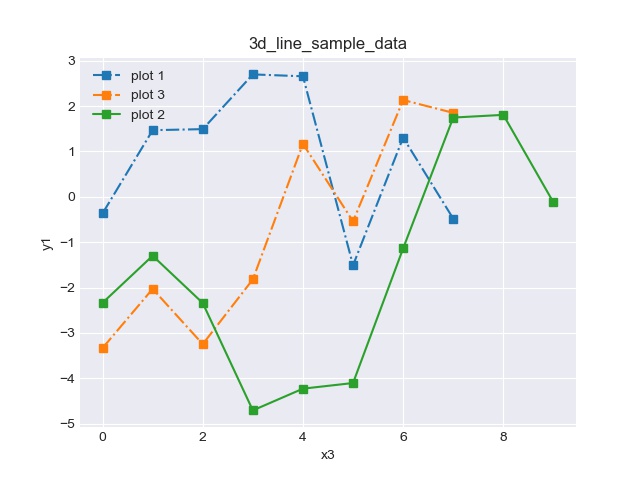 3d_line_sample_data
plot 1
plot 3
plot 2
3
2
1
0
−1
−2
−3
−4
−5
y1
0 2 4 6 8
x3